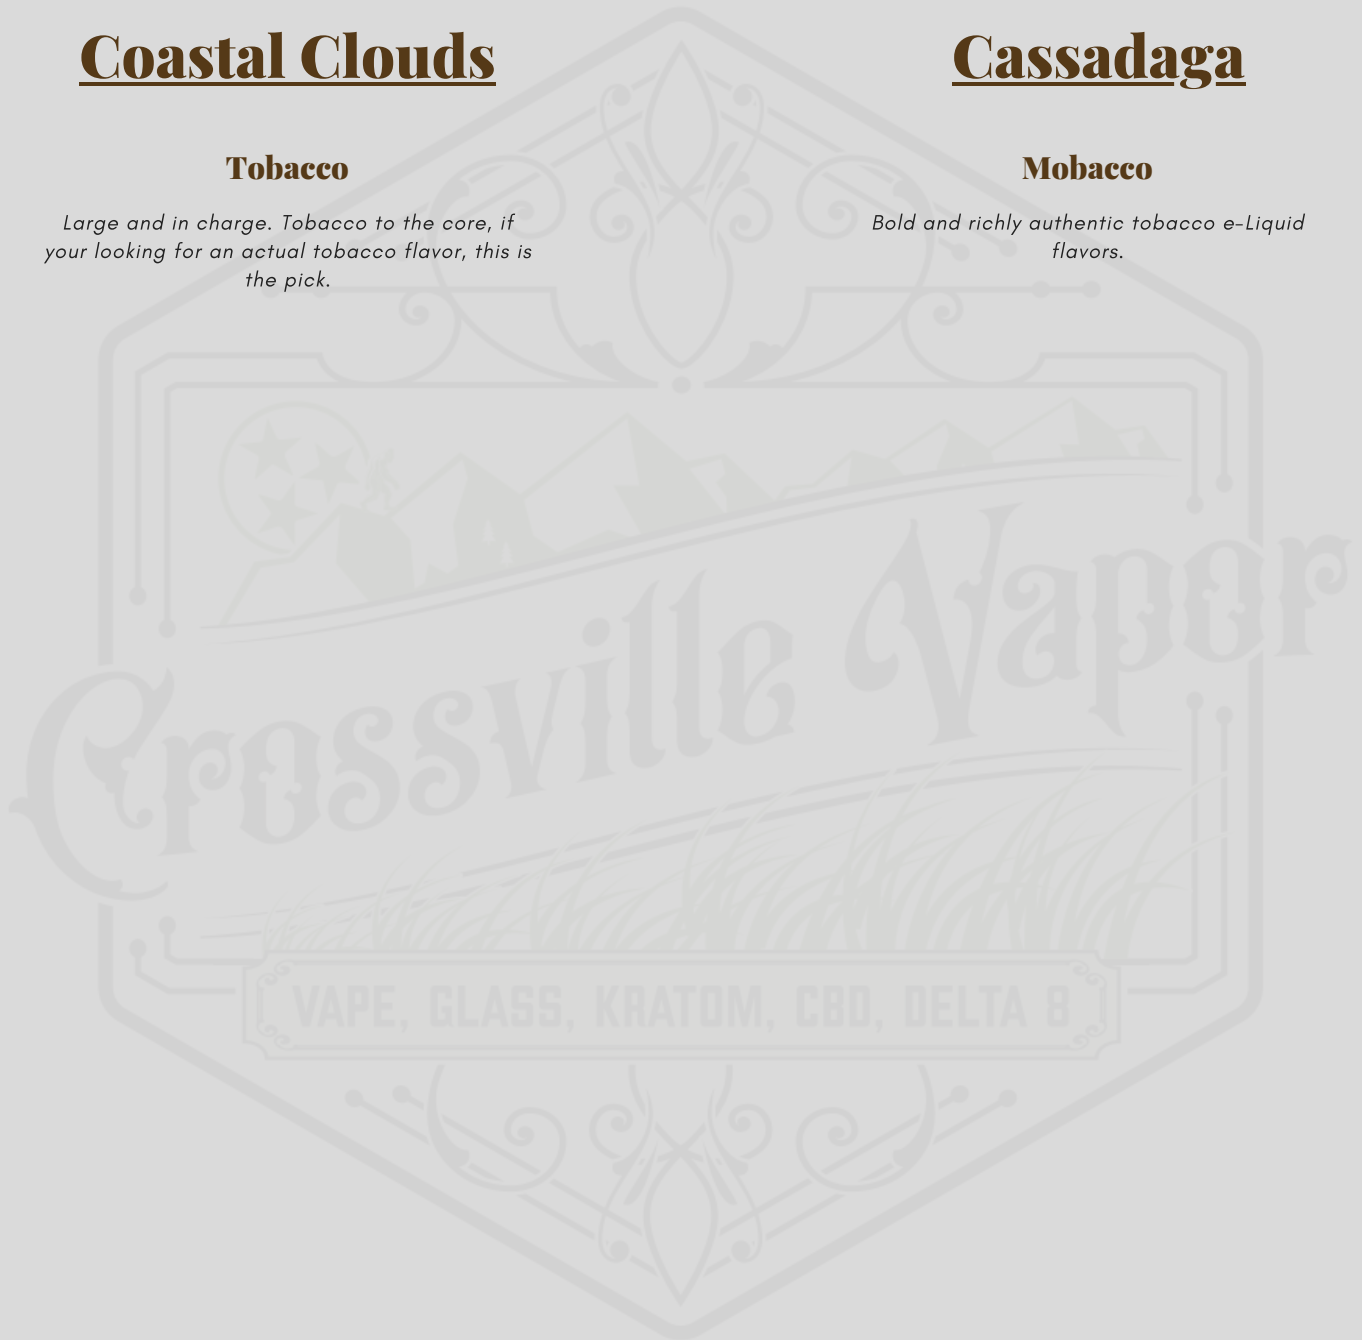 Coastal Clouds
Tobacco
Large and in charge. Tobacco to the core, if
your looking for an actual tobacco flavor, this is
the pick.
Cassadaga
Mobacco
Bold and richly authentic tobacco e-Liquid
flavors.
Crossville Vapor
VAPE, GLASS, KRATOM, CBD, DELTA 8